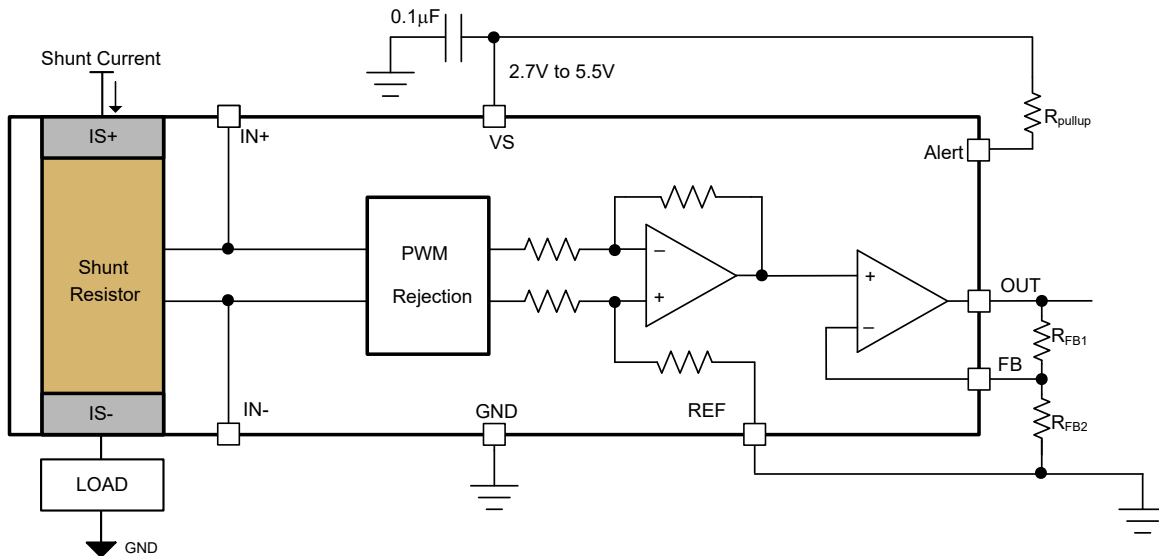 0.1μF
Shunt Current
2.7V to 5.5V
IS+
IN+
VS
Rpullup
Alert
Shunt
Resistor
PWM
Rejection
−
+
+
−
OUT
RFB1
FB
IS-
IN-
GND
REF
RFB2
LOAD
GND